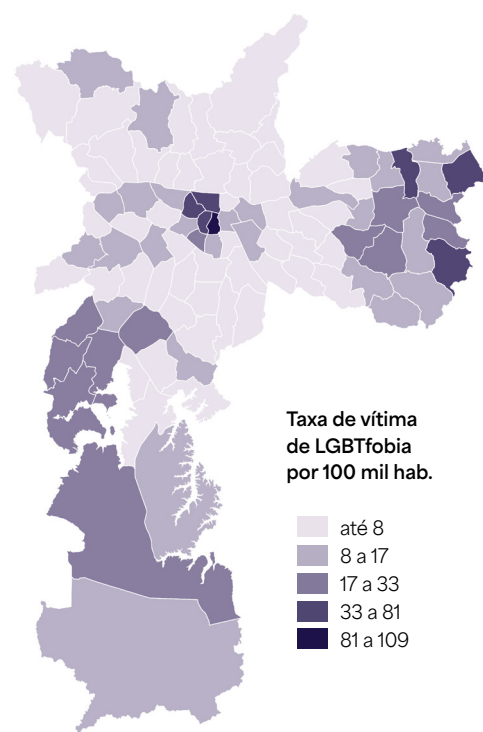 Taxa de vítima
de LGBTfobia
por 100 mil hab.
até 8
8 a 17
17 a 33
33 a 81
81 a 109